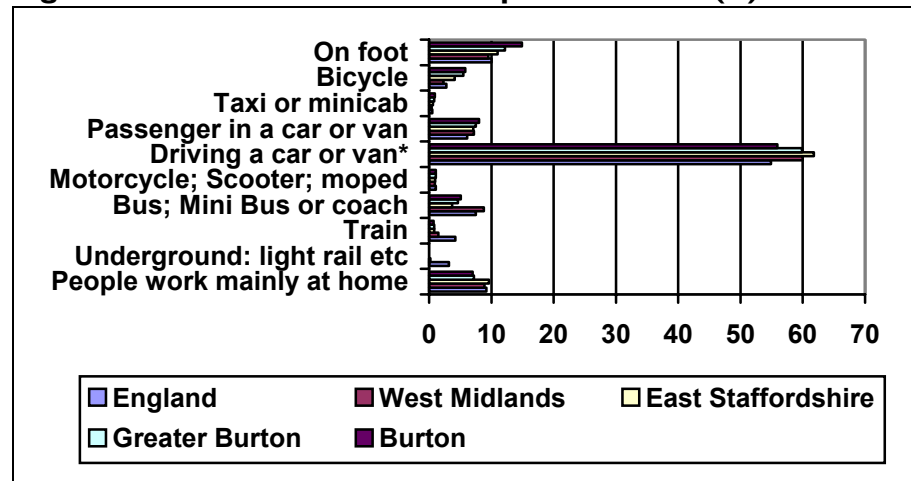 On foot
Bicycle
Taxi or minicab
Passenger in a car or van
Driving a car or van*
Motorcycle; Scooter; moped
Bus; Mini Bus or coach
Train
Underground: light rail etc
People work mainly at home
0 10 20 30 40 50 60 70
England West Midlands East Staffordshire
Greater Burton Burton